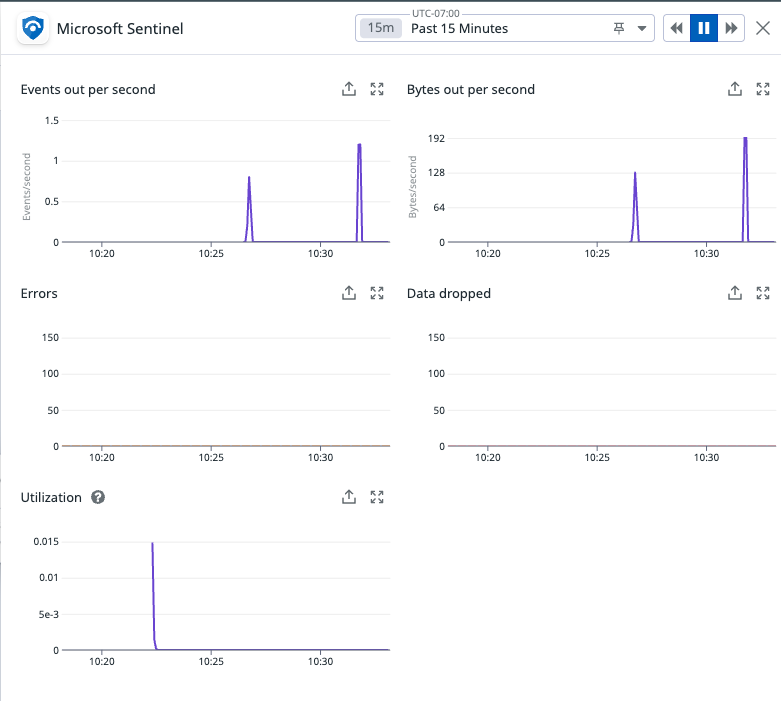 Microsoft Sentinel
UTC-07:00
15m Past 15 Minutes
Events out per second
Events/second
1.5
1
0.5
0
10:20 10:25 10:30
Bytes out per second
Bytes/second
192
128
64
0
10:20 10:25 10:30
Errors
150
100
50
0
10:20 10:25 10:30
Data dropped
150
100
50
0
10:20 10:25 10:30
Utilization ?
0.015
0.01
5e-3
0
10:20 10:25 10:30